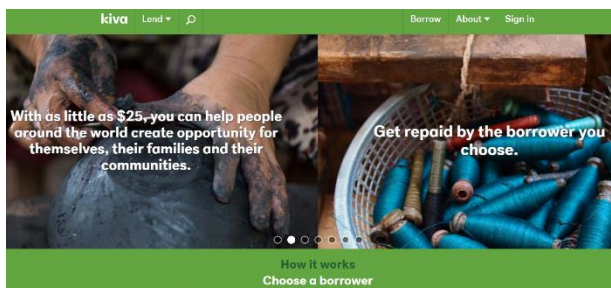 kiva Lend Borrow About Sign in
With as little as $25, you can help people
around the world create opportunity for
themselves, their families and their
communities.
Get repaid by the borrower you
choose.
How it works
Choose a borrower